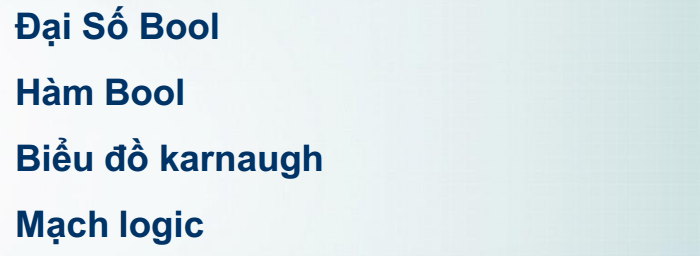 Đại Số Bool
Hàm Bool
Biểu đồ karnaugh
Mạch logic